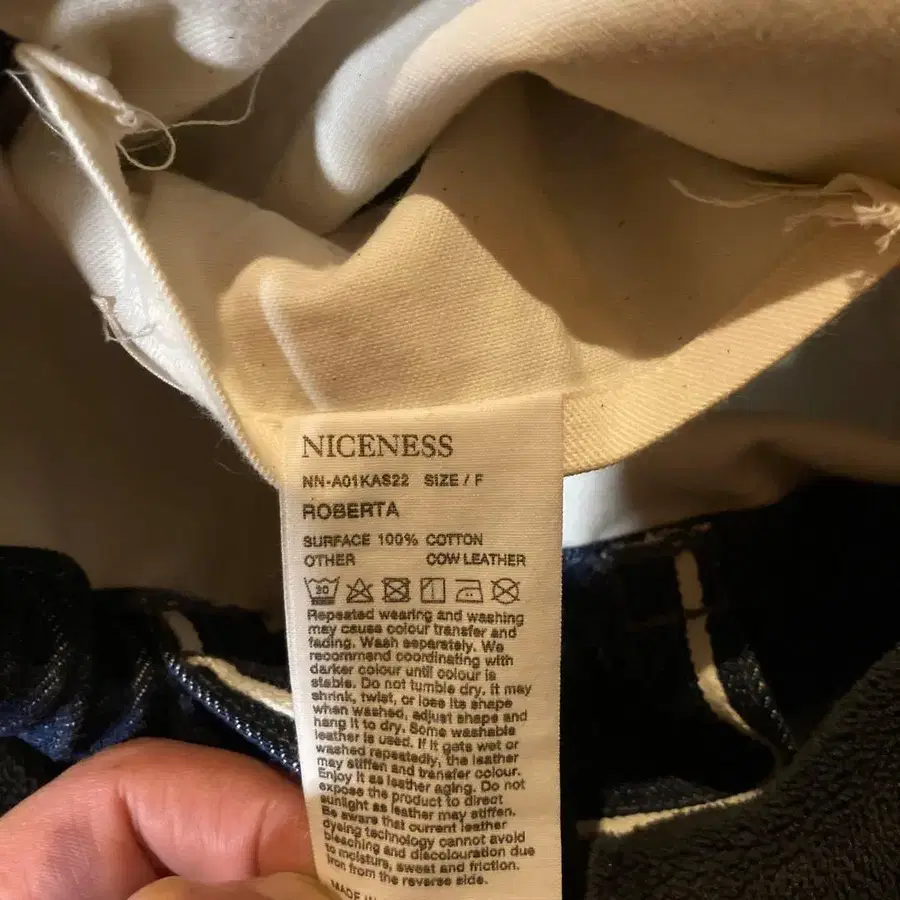 NICENESS
NN-A01KAS22 SIZE / F
ROBERTA
SURFACE 100% COTTON
OTHER COW LEATHER
30
Repeated wearing and washing
may cause colour transfer and
fading. Wash separately. We
recommend coordinating with
darker colour until colour is
stable. Do not tumble dry. It may
shrink, twist, or lose its shape
when washed, adjust shape and
hang it to dry. Some washable
leather is used. If it gets wet or
washed repeatedly, the leather
may stiffen and transfer colour.
Enjoy it as leather aging. Do not
expose the product to direct
sunlight as leather may stiffen.
Be aware that current leather
dyeing technology cannot avoid
bleaching and discolouration due
to moisture, sweat and friction.
Iron from the reverse side.
MADE IN